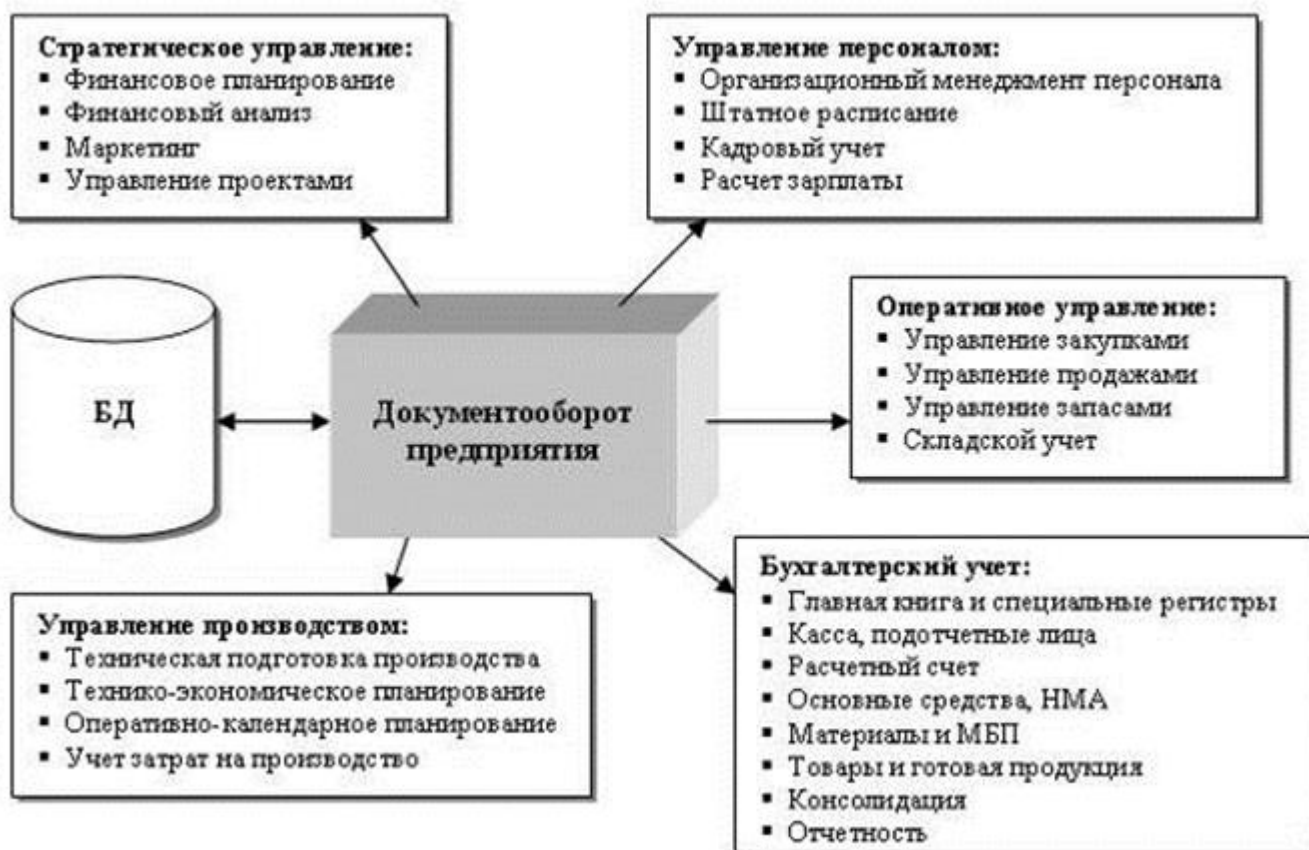 Стратегическое управление:
▪ Финансовое планирование
▪ Финансовый анализ
▪ Маркетинг
▪ Управление проектами
Управление персоналом:
▪ Организационный менеджмент персонала
▪ Штатное расписание
▪ Кадровый учет
▪ Расчет зарплаты
БД
Документооборот
предприятия
Оперативное управление:
▪ Управление закупками
▪ Управление продажами
▪ Управление запасами
▪ Складской учет
Управление производством:
▪ Техническая подготовка производства
▪ Технико-экономическое планирование
▪ Оперативно-календарное планирование
▪ Учет затрат на производство
Бухгалтерский учет:
▪ Главная книга и специальные регистры
▪ Касса, подотчетные лица
▪ Расчетный счет
▪ Основные средства, НМА
▪ Материалы и МБП
▪ Товары и готовая продукция
▪ Консолидация
▪ Отчетность